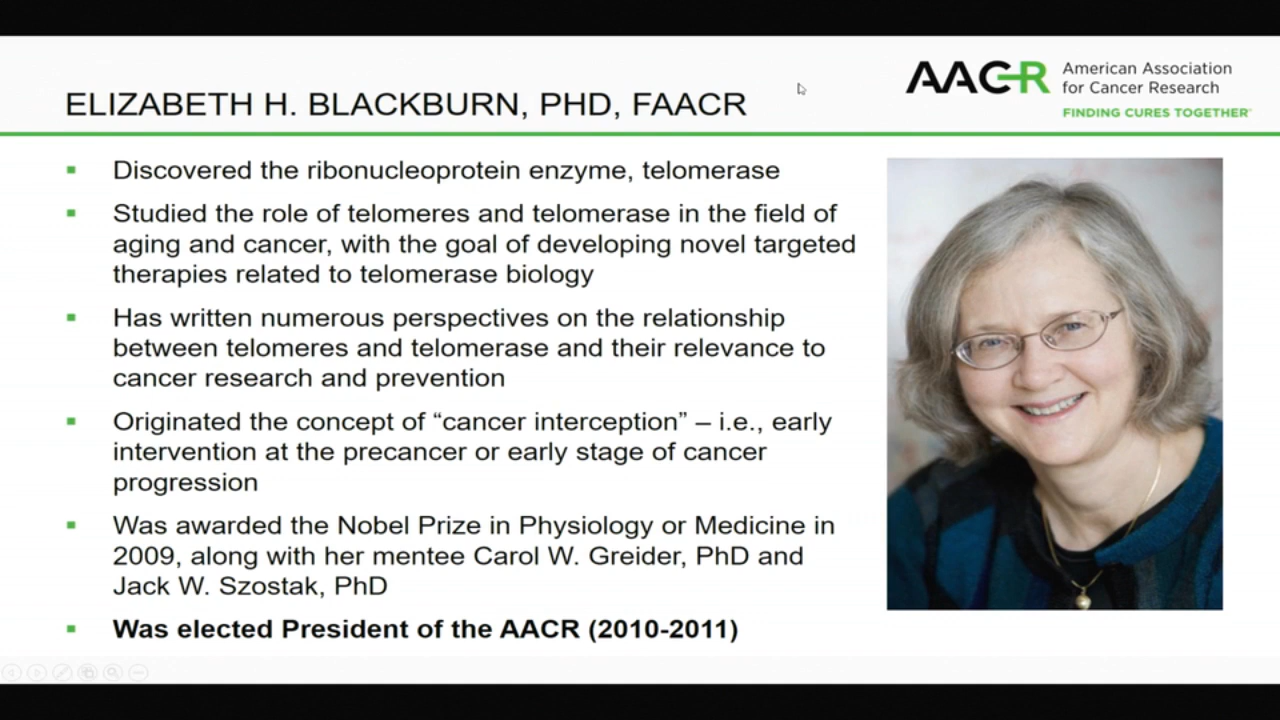 AACR American Association
for Cancer Research
FINDING CURES TOGETHER
ELIZABETH H. BLACKBURN, PHD, FAACR
Discovered the ribonucleoprotein enzyme, telomerase
Studied the role of telomeres and telomerase in the field of
aging and cancer, with the goal of developing novel targeted
therapies related to telomerase biology
Has written numerous perspectives on the relationship
between telomeres and telomerase and their relevance to
cancer research and prevention
Originated the concept of “cancer interception” – i.e., early
intervention at the precancer or early stage of cancer
progression
Was awarded the Nobel Prize in Physiology or Medicine in
2009, along with her mentee Carol W. Greider, PhD and
Jack W. Szostak, PhD
Was elected President of the AACR (2010-2011)